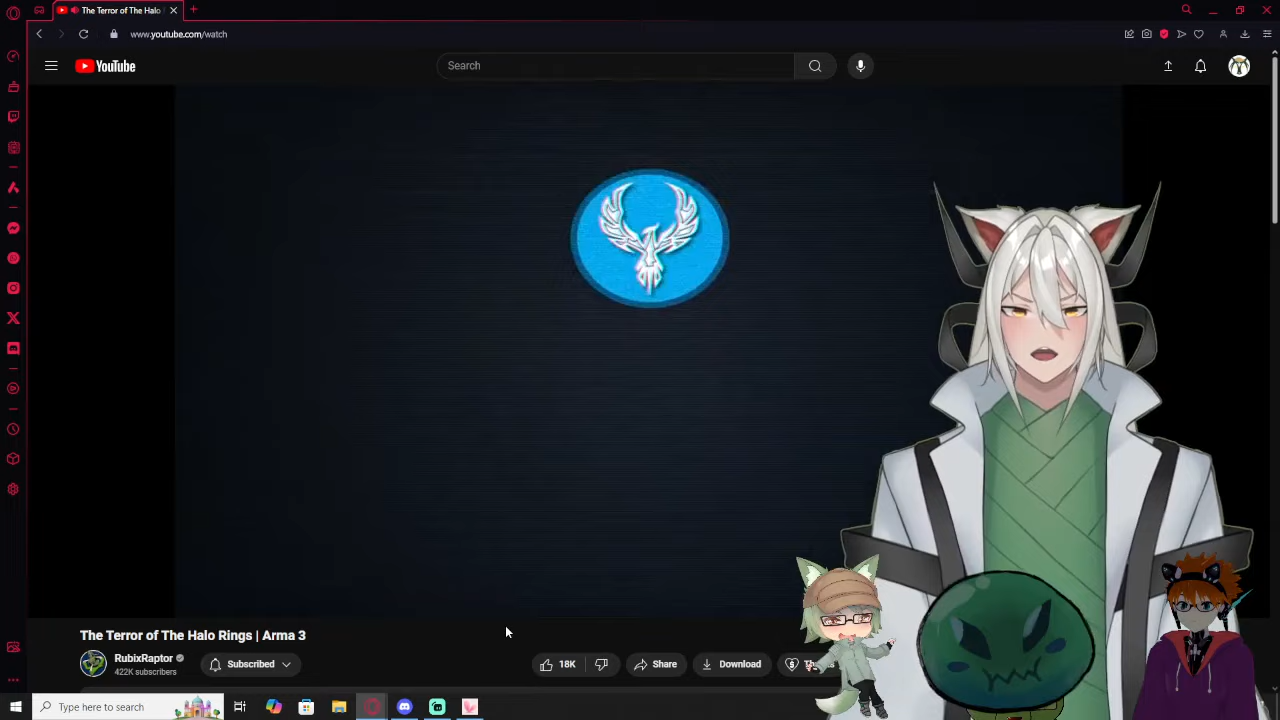 The Terror of The Halo
www.youtube.com/watch
YouTube
Search
The Terror of The Halo Rings | Arma 3
RubixRaptor
422K subscribers
Subscribed
18K
Share
Download
Type here to search